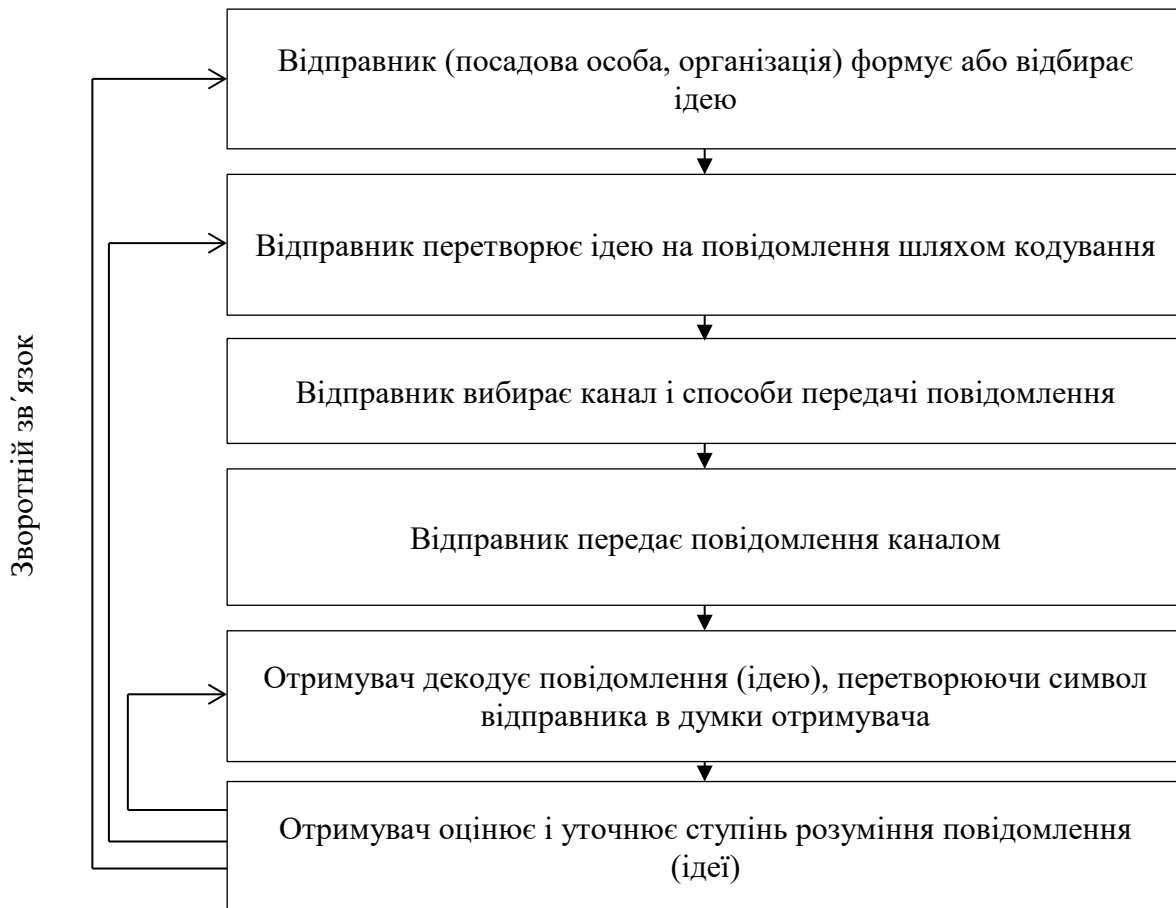 Відправник (посадова особа, організація) формує або відбирає
ідею
Відправник перетворює ідею на повідомлення шляхом кодування
Відправник вибирає канал і способи передачі повідомлення
Відправник передає повідомлення каналом
Отримувач декодує повідомлення (ідею), перетворюючи символ
відправника в думки отримувача
Отримувач оцінює і уточнює ступінь розуміння повідомлення
(ідеї)
Зворотній зв´язок